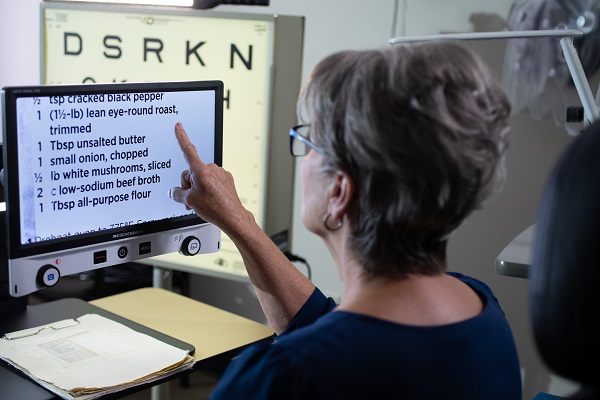 DSRKN
½ tsp cracked black pepper
1 (1½-lb) lean eye-round roast,
trimmed
1 Tbsp unsalted butter
1 small onion, chopped
½ lb white mushrooms, sliced
2 c low-sodium beef broth
1 Tbsp all-purpose flour